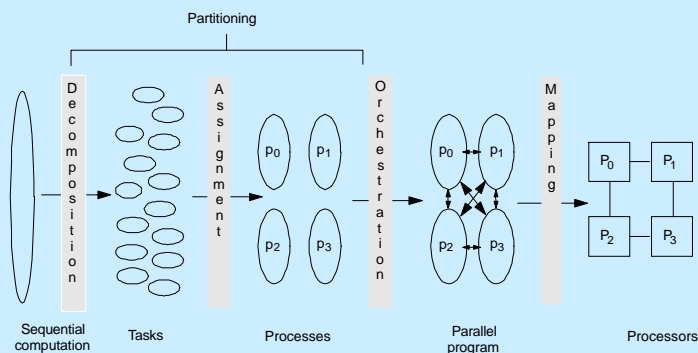 Partitioning
Decomposition
Assignment
Orchestration
Mapping
p0
p1
p2
p3
p0
p1
p2
p3
P0
P1
P2
P3
Sequential
computation
Tasks
Processes
Parallel
program
Processors